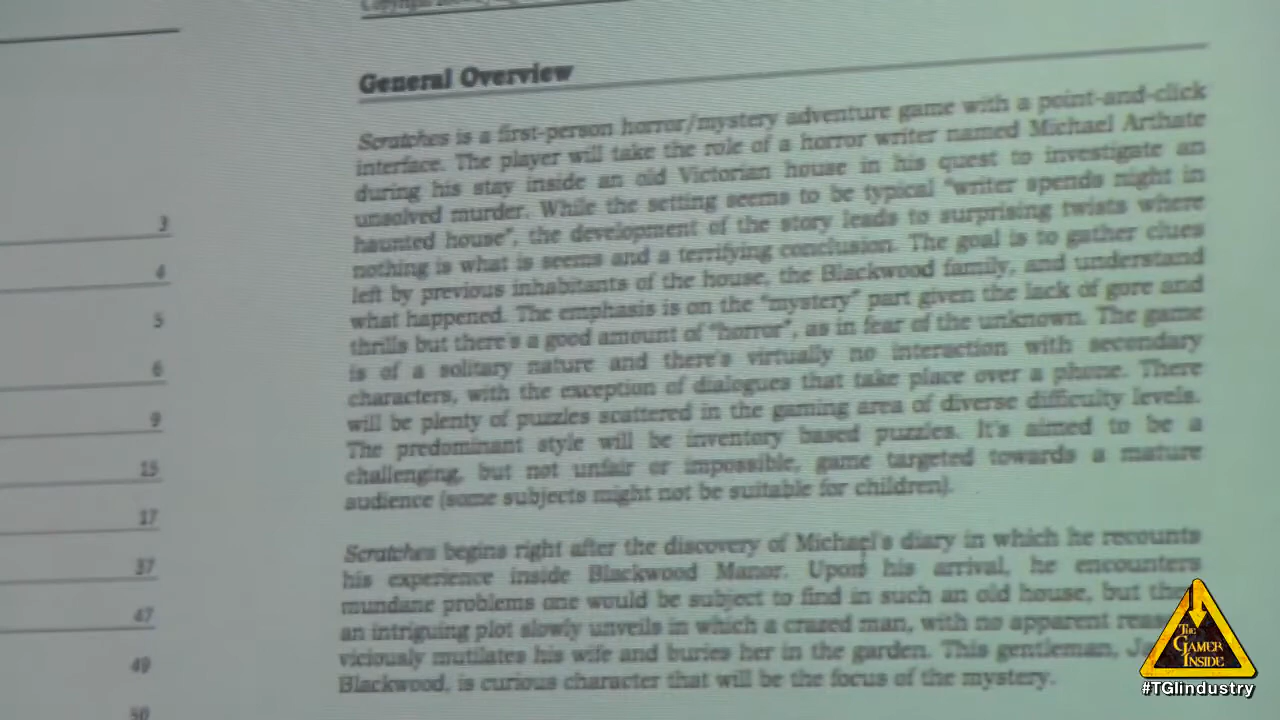 General Overview
Scratches is a first-person horror/mystery adventure game with a point-and-click
interface. The player will take the role of a horror writer named Michael Arthate
during his stay inside an old Victorian house in his quest to investigate an
unsolved murder. While the setting seems to be typical "writer spends night in
haunted house", the development of the story leads to surprising twists where
nothing is what is seems and a terrifying conclusion. The goal is to gather clues
left by previous inhabitants of the house, the Blackwood family, and understand
what happened. The emphasis is on the "mystery" part given the lack of gore and
thrills but there's a good amount of "horror", as in fear of the unknown. The game
is of a solitary nature and there's virtually no interaction with secondary
characters, with the exception of dialogues that take place over a phone. There
will be plenty of puzzles scattered in the gaming area of diverse difficulty levels.
The predominant style will be inventory based puzzles. It's aimed to be a
challenging, but not unfair or impossible, game targeted towards a mature
audience (some subjects might not be suitable for children).
Scratches begins right after the discovery of Michael's diary in which he recounts
his experience inside Blackwood Manor. Upon his arrival, he encounters
mundane problems one would be subject to find in such an old house, but
an intriguing plot slowly unveils in which a crazed man, with no apparent
viciously mutilates his wife and buries her in the garden. This gentleman,
Blackwood, is curious character that will be the focus of the mystery.
3
4
5
6
9
15
17
37
47
49
50
The
Gamer
Inside
#TGIindustry